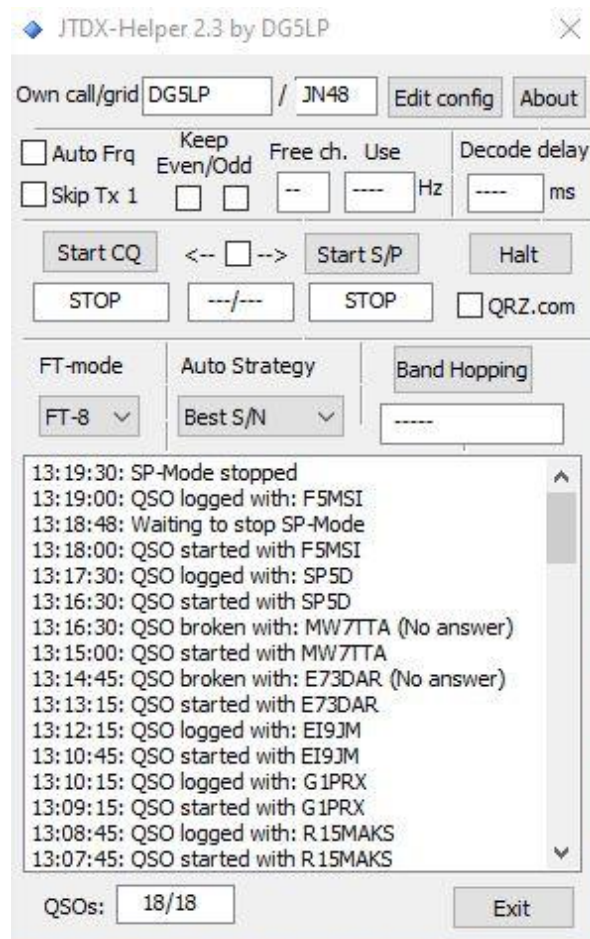 JTDX-Helper 2.3 by DG5LP
Own call/grid DG5LP / JN48 Edit config About
Auto Frq Keep Even/Odd Free ch. Use Decode delay
Skip Tx 1 -- ---- Hz ---- ms
Start CQ <-- --> Start S/P Halt
STOP ---/--- STOP QRZ.com
FT-mode Auto Strategy Band Hopping
FT-8 Best S/N -----
13:19:30: SP-Mode stopped
13:19:00: QSO logged with: F5MSI
13:18:48: Waiting to stop SP-Mode
13:18:00: QSO started with F5MSI
13:17:30: QSO logged with: SP5D
13:16:30: QSO started with SP5D
13:16:30: QSO broken with: MW7TTA (No answer)
13:15:00: QSO started with MW7TTA
13:14:45: QSO broken with: E73DAR (No answer)
13:13:15: QSO started with E73DAR
13:12:15: QSO logged with: EI9JM
13:10:45: QSO started with EI9JM
13:10:15: QSO logged with: G1PRX
13:09:15: QSO started with G1PRX
13:08:45: QSO logged with: R15MAKS
13:07:45: QSO started with R15MAKS
QSOs: 18/18 Exit